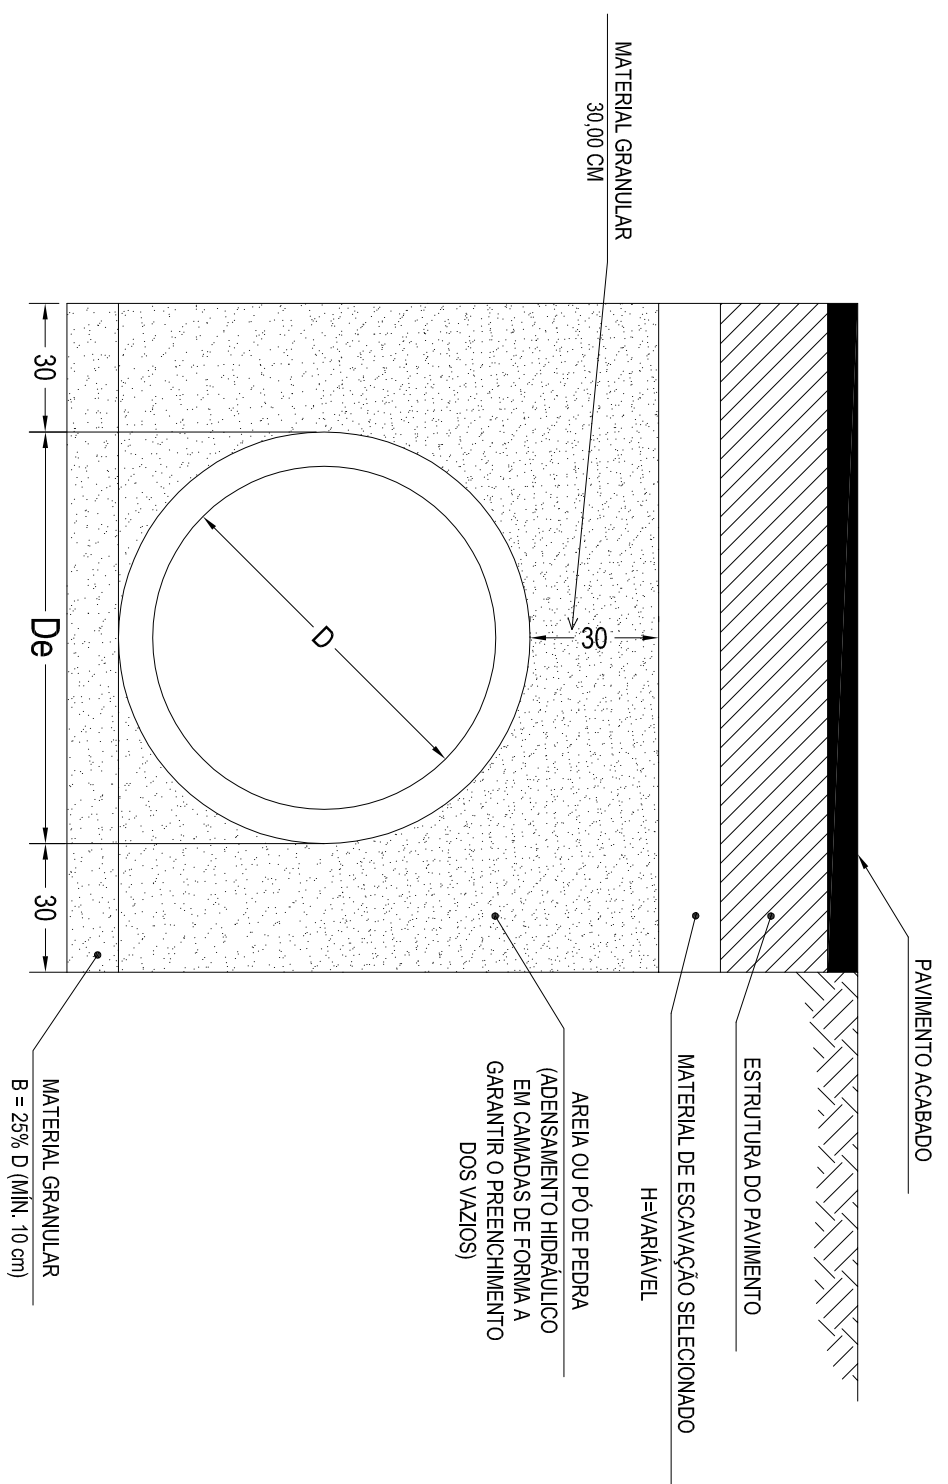 PAVIMENTO ACABADO
ESTRUTURA DO PAVIMENTO
MATERIAL DE ESCAVAÇÃO SELECIONADO
H=VARIÁVEL
MATERIAL GRANULAR
30,00 CM
30
D
AREIA OU PÓ DE PEDRA
(ADENSAMENTO HIDRÁULICO
EM CAMADAS DE FORMA A
GARANTIR O PREENCHIMENTO
DOS VAZIOS)
30
De
30
MATERIAL GRANULAR
B = 25% D (MÍN. 10 cm)